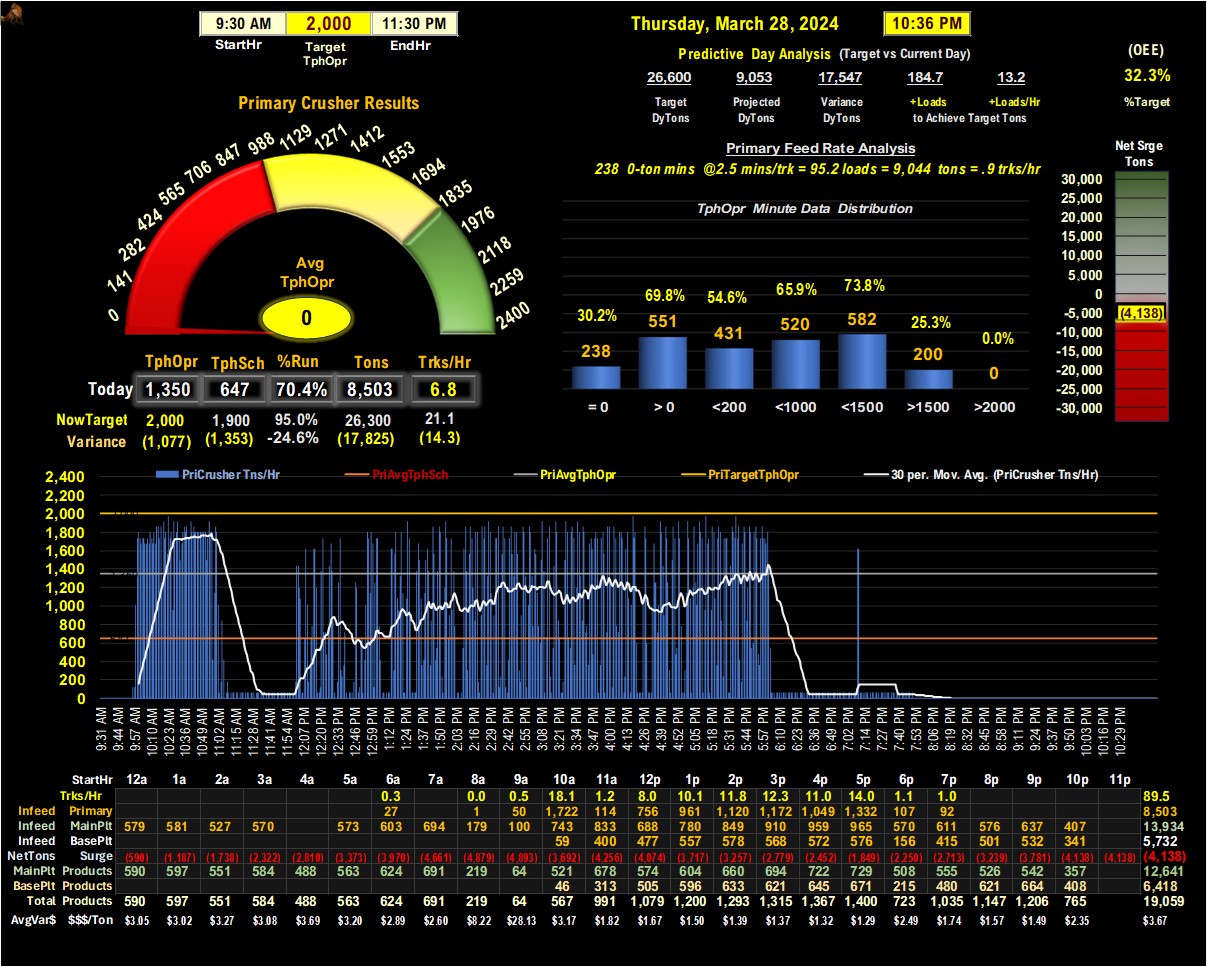 9:30 AM 2,000 11:30 PM
StartHr Target TphOpr EndHr
Thursday, March 28, 2024 10:36 PM
Predictive Day Analysis (Target vs Current Day)
26,600 9,053 17,547 184.7 13.2
Target DyTons Projected DyTons Variance DyTons +Loads +Loads/Hr
to Achieve Target Tons
(OEE)
32.3%
%Target
Primary Crusher Results
0 141 282 424 565 706 847 988 1129 1271 1412 1553 1694 1835 1976 2118 2259 2400
Avg
TphOpr
0
TphOpr TphSch %Run Tons Trks/Hr
Today 1,350 647 70.4% 8,503 6.8
NowTarget 2,000 1,900 95.0% 26,300 21.1
Variance (1,077) (1,353) -24.6% (17,825) (14.3)
Primary Feed Rate Analysis
238 0-ton mins @2.5 mins/trk = 95.2 loads = 9,044 tons = .9 trks/hr
TphOpr Minute Data Distribution
30.2% 69.8% 54.6% 65.9% 73.8% 25.3% 0.0%
238 551 431 520 582 200 0
= 0 > 0 <200 <1000 <1500 >1500 >2000
Net Srge
Tons
30,000
25,000
20,000
15,000
10,000
5,000
0
-5,000 (4,138)
-10,000
-15,000
-20,000
-25,000
-30,000
PriCrusher Tns/Hr PriAvgTphSch PriAvgTphOpr PriTargetTphOpr 30 per. Mov. Avg. (PriCrusher Tns/Hr)
2,400
2,200
2,000
1,800
1,600
1,400
1,200
1,000
800
600
400
200
0
9:31 AM 9:44 AM 9:57 AM 10:10 AM 10:23 AM 10:36 AM 10:49 AM 11:02 AM 11:15 AM 11:28 AM 11:41 AM 11:54 AM 12:07 PM 12:20 PM 12:33 PM 12:46 PM 12:59 PM 1:12 PM 1:24 PM 1:37 PM 1:50 PM 2:03 PM 2:16 PM 2:29 PM 2:42 PM 2:55 PM 3:08 PM 3:21 PM 3:34 PM 3:47 PM 4:00 PM 4:13 PM 4:26 PM 4:39 PM 4:52 PM 5:05 PM 5:18 PM 5:31 PM 5:44 PM 5:57 PM 6:10 PM 6:23 PM 6:36 PM 6:49 PM 7:02 PM 7:14 PM 7:27 PM 7:40 PM 7:53 PM 8:06 PM 8:19 PM 8:32 PM 8:45 PM 8:58 PM 9:11 PM 9:24 PM 9:37 PM 9:50 PM 10:03 PM 10:16 PM 10:29 PM
StartHr 12a 1a 2a 3a 4a 5a 6a 7a 8a 9a 10a 11a 12p 1p 2p 3p 4p 5p 6p 7p 8p 9p 10p 11p
Trks/Hr 0.3 0.0 0.5 18.1 1.2 8.0 10.1 11.8 12.3 11.0 14.0 1.1 1.0 89.5
Infeed Primary 27 1 50 1,722 114 756 961 1,120 1,172 1,049 1,332 107 92 8,503
Infeed MainPlt 579 581 527 570 573 603 694 179 100 743 833 688 780 849 910 959 965 570 611 576 637 407 13,934
Infeed BasePlt 59 400 477 557 578 568 572 576 156 415 501 532 341 5,732
NetTons Surge (590) (1,187) (1,738) (2,322) (2,810) (3,373) (3,970) (4,661) (4,879) (4,893) (3,692) (4,256) (4,074) (3,717) (3,257) (2,779) (2,452) (1,849) (2,250) (2,713) (3,239) (3,781) (4,138) (4,138) (4,138)
MainPlt Products 590 597 551 584 488 563 624 691 219 64 521 678 574 604 660 694 722 729 508 555 526 542 357 12,641
BasePlt Products 46 313 505 596 633 621 645 671 215 480 621 664 408 6,418
Total Products 590 597 551 584 488 563 624 691 219 64 567 991 1,079 1,200 1,293 1,315 1,367 1,400 723 1,035 1,147 1,206 765 19,059
AvgVar$ $$$/Ton $3.05 $3.02 $3.27 $3.08 $3.69 $3.20 $2.89 $2.60 $8.22 $28.13 $3.17 $1.82 $1.67 $1.50 $1.39 $1.37 $1.32 $1.29 $2.49 $1.74 $1.57 $1.49 $2.35 $3.67